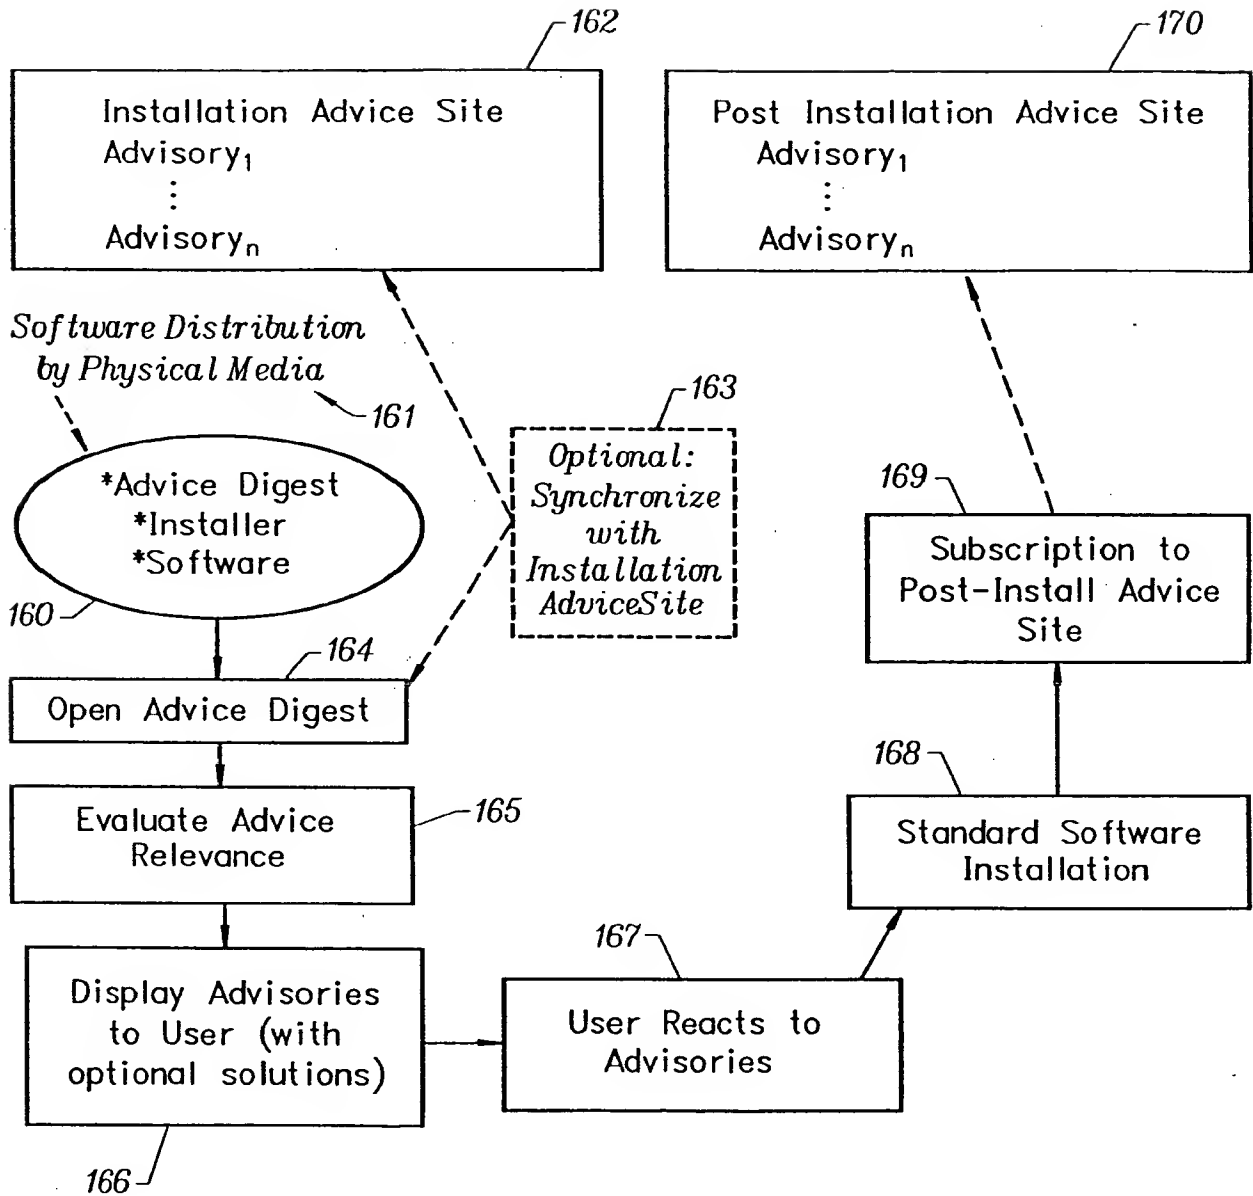 162
Installation Advice Site
Advisory1
Advisoryn
170
Post Installation Advice Site
Advisory1
Advisoryn
Software Distribution
by Physical Media
161
*Advice Digest
*Installer
*Software
160
163
Optional:
Synchronize
with
Installation
AdviceSite
164
Open Advice Digest
165
Evaluate Advice
Relevance
Display Advisories
to User (with
optional solutions)
166
167
User Reacts to
Advisories
168
Standard Software
Installation
169
Subscription to
Post-Install Advice
Site